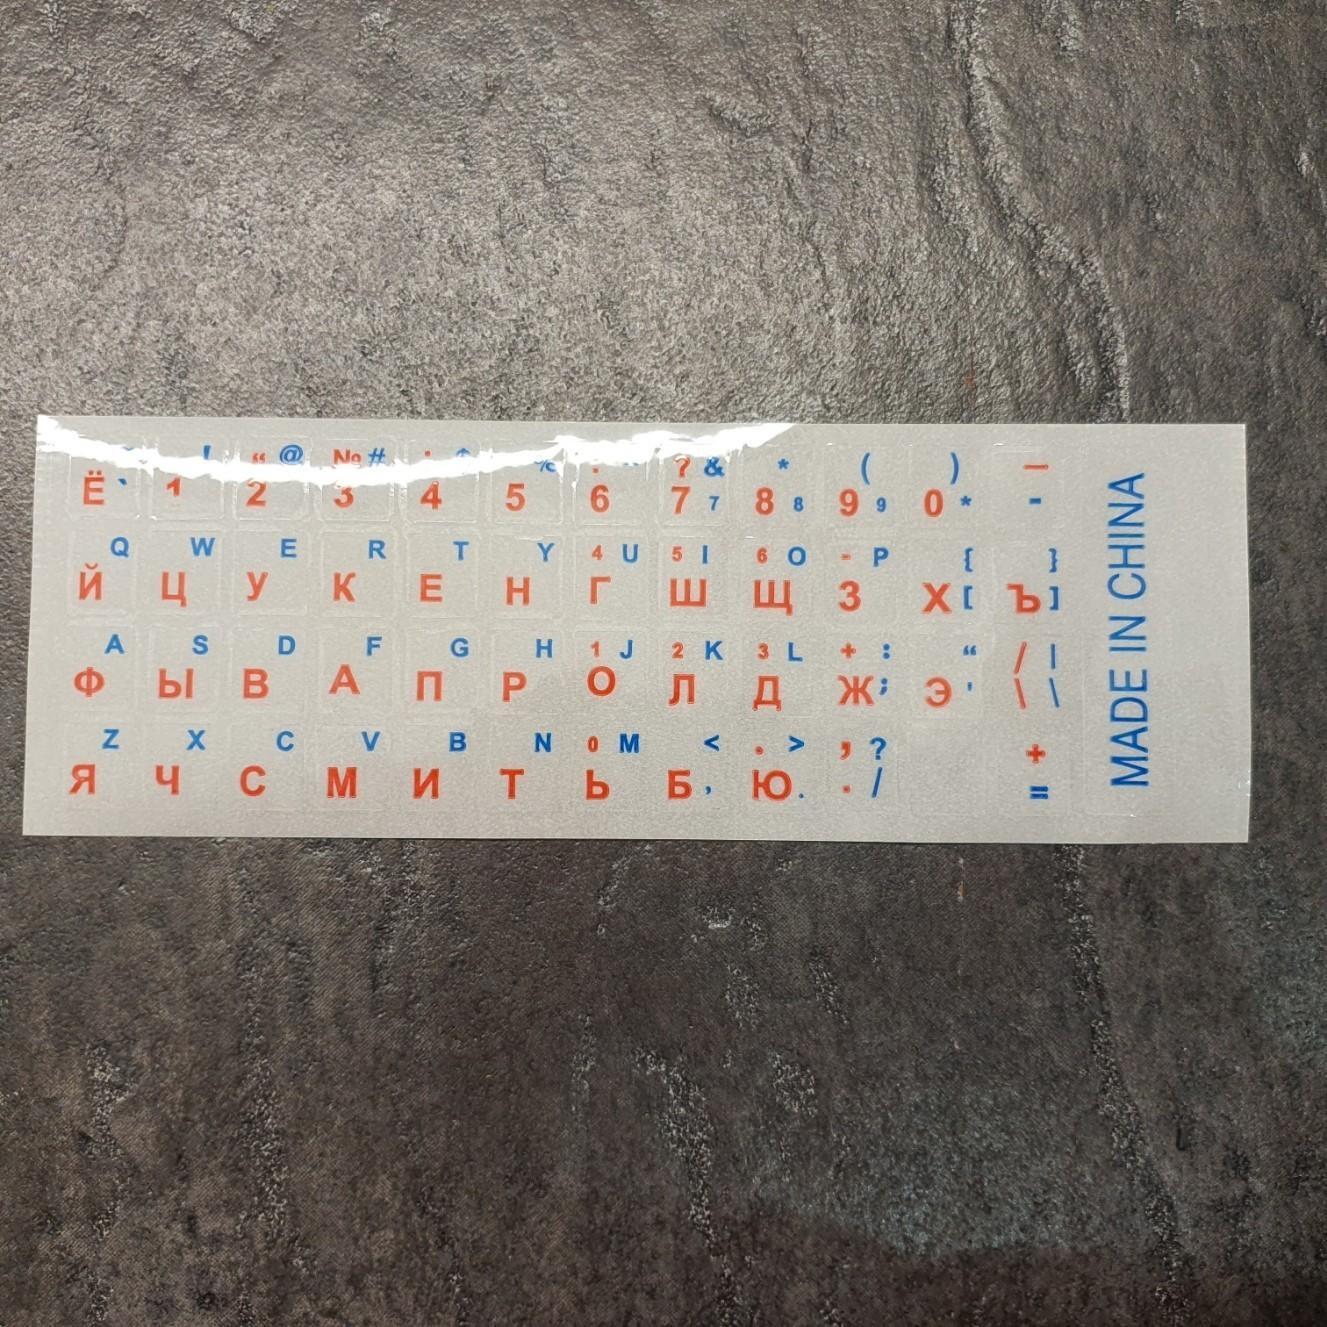 ! “ @ № # % ? & * ( ) —
Ё ` 1 2 3 4 5 6 7 7 8 8 9 9 0 * -
Q W E R T Y 4 U 5 I 6 O - P { }
Й Ц У К Е Н Г Ш Щ З Х [ Ъ ]
A S D F G H 1 J 2 K 3 L + : “ / |
Ф Ы В А П Р О Л Д Ж ; Э ' \ \
Z X C V B N 0 M < . > , ? +
Я Ч С М И Т Ь Б , Ю . . / =
MADE IN CHINA